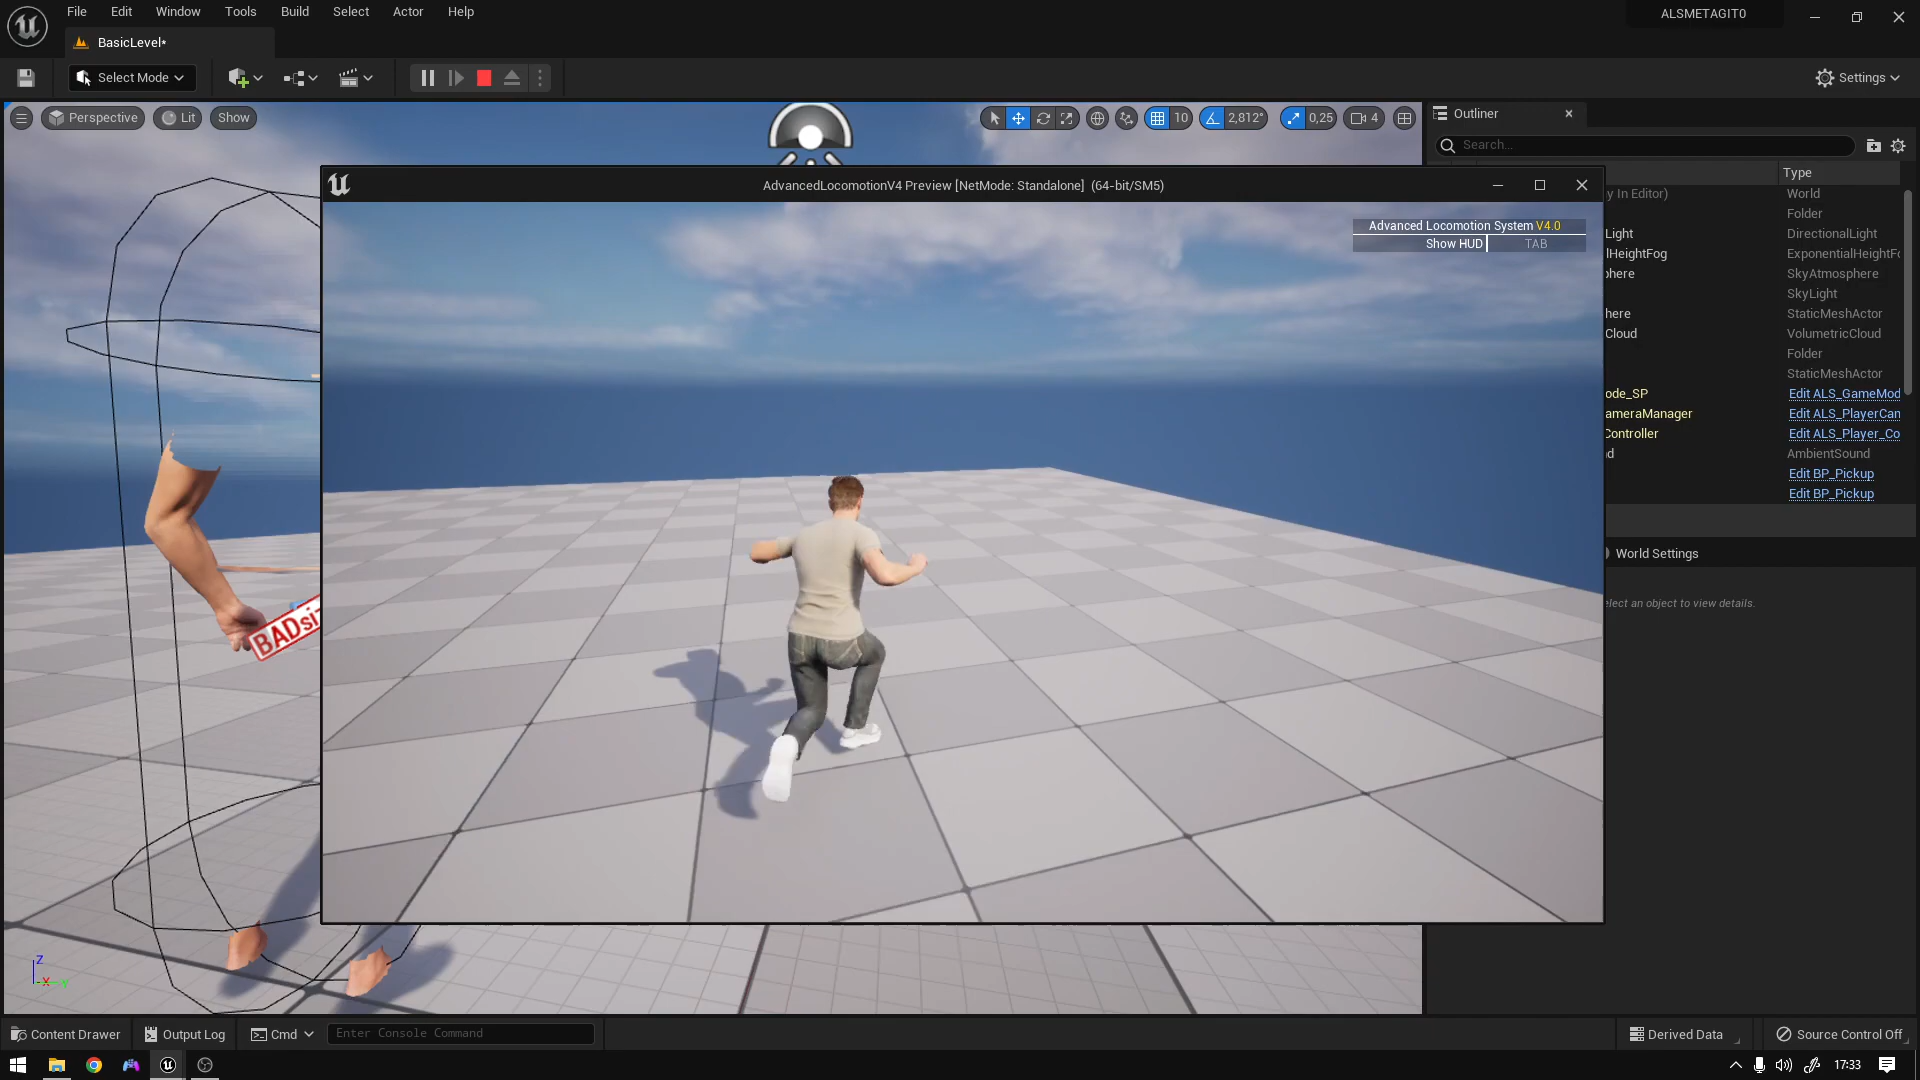 File Edit Window Tools Build Select Actor Help
ALSMETAGIT0
BasicLevel*
Select Mode
Settings
Perspective
Lit
Show
10
2,812°
0,25
4
Outliner
Search...
Type
y In Editor)
World
Folder
Light
DirectionalLight
lHeightFog
ExponentialHeightFo
phere
SkyAtmosphere
SkyLight
here
StaticMeshActor
Cloud
VolumetricCloud
Folder
StaticMeshActor
ode_SP
Edit ALS_GameMod
ameraManager
Edit ALS_PlayerCan
Controller
Edit ALS_Player_Co
nd
AmbientSound
Edit BP_Pickup
Edit BP_Pickup
World Settings
elect an object to view details.
AdvancedLocomotionV4 Preview [NetMode: Standalone] (64-bit/SM5)
Advanced Locomotion System V4.0
Show HUD
TAB
BADsi
Z
X
Y
Content Drawer
Output Log
Cmd
Enter Console Command
Derived Data
Source Control Off
17:33